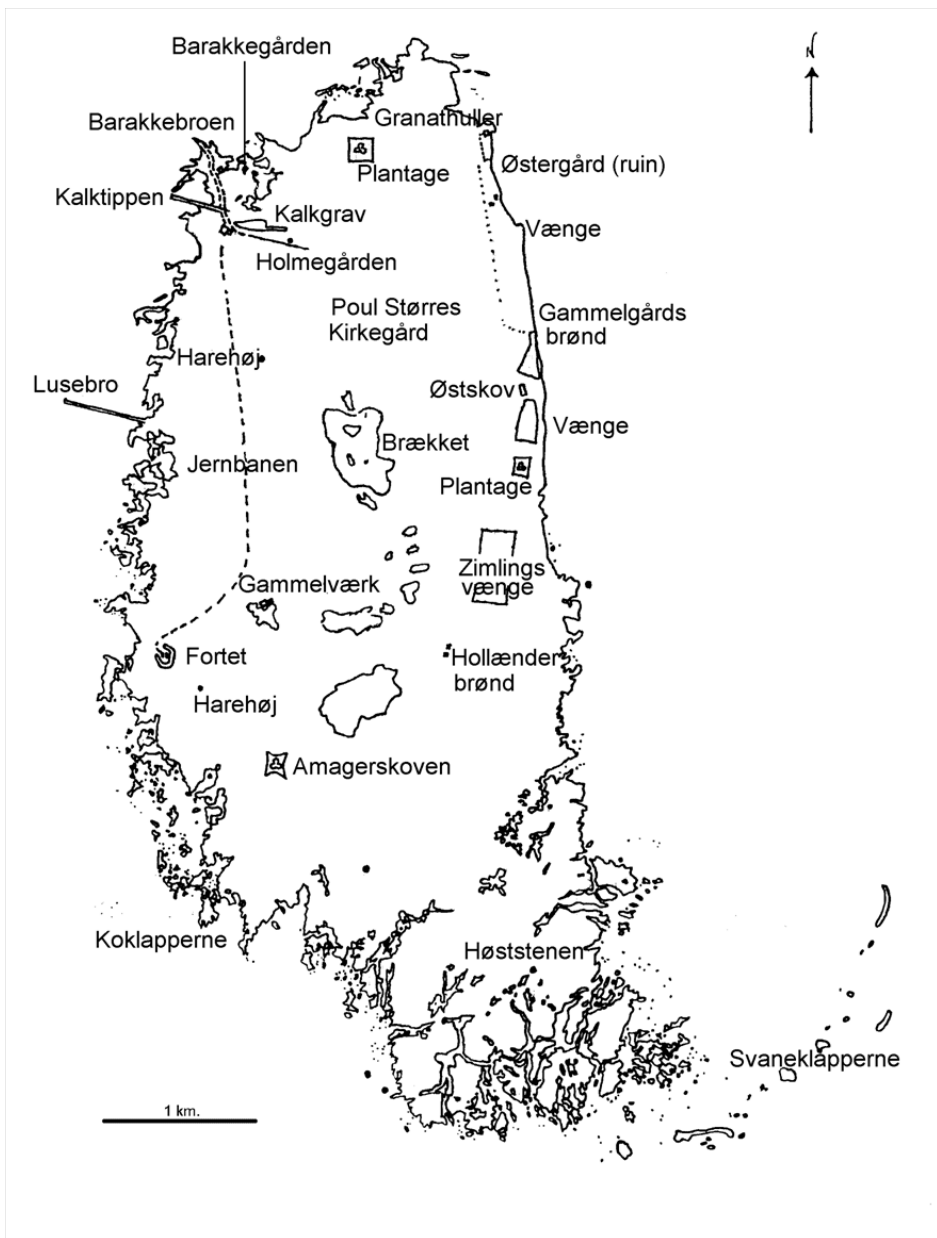 Barakkegården
N
Granathuller
Barakkebroen
Plantage
Østergård (ruin)
Kalktippen
Kalkgrav
Vænge
Holmegården
Poul Størres
Kirkegård
Gammelgårds
brønd
Harehøj
Lusebro
Østskov
Vænge
Brækket
Jernbanen
Plantage
Zimlings
vænge
Gammelværk
Fortet
Hollænder
brønd
Harehøj
Amagerskoven
Koklapperne
Høststenen
Svaneklapperne
1 km.